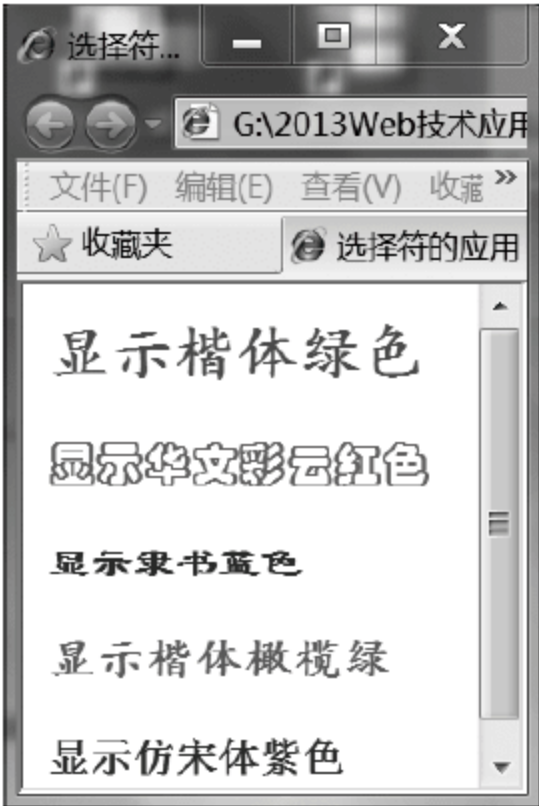 选择符...
G:\2013Web技术应用
文件(F) 编辑(E) 查看(V) 收藏 »
收藏夹 选择符的应用
显示楷体绿色
显示华文彩云红色
显示隶书蓝色
显示楷体橄榄绿
显示仿宋体紫色